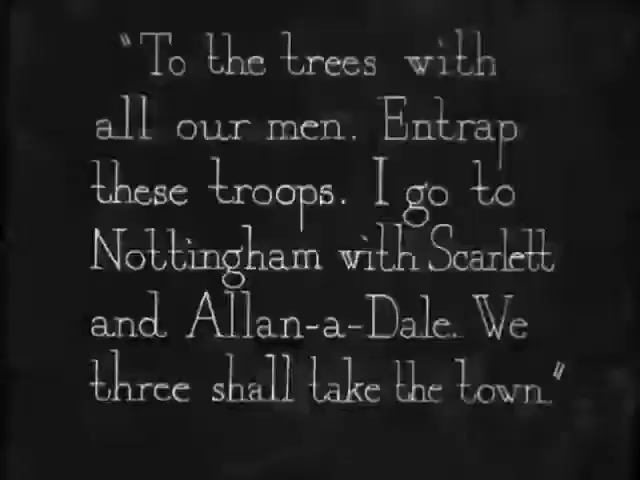 "To the trees with
all our men. Entrap
these troops. I go to
Nottingham with Scarlett
and Allan-a-Dale. We
three shall take the town."